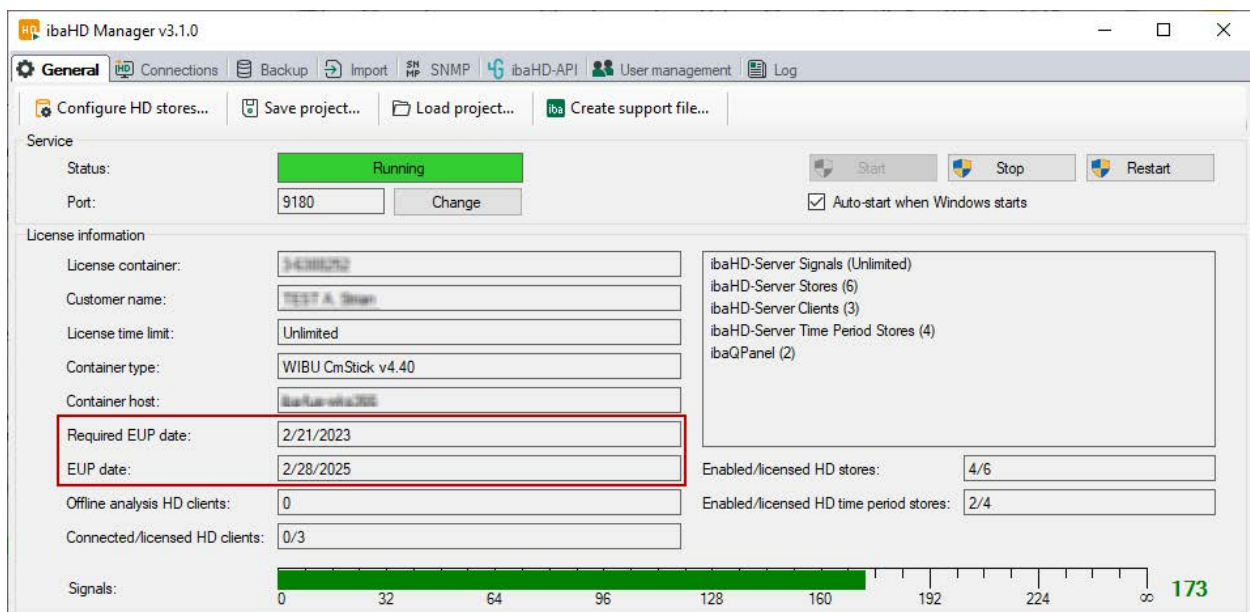 ibaHD Manager v3.1.0
General Connections Backup Import SNMP ibaHD-API User management Log
Configure HD stores... Save project... Load project... iba Create support file...
Service
Status: Running Start Stop Restart
Port: 9180 Change Auto-start when Windows starts
License information
License container:
Customer name:
License time limit: Unlimited
Container type: WIBU CmStick v4.40
Container host:
Required EUP date: 2/21/2023
EUP date: 2/28/2025
Offline analysis HD clients: 0
Connected/licensed HD clients: 0/3
ibaHD-Server Signals (Unlimited)
ibaHD-Server Stores (6)
ibaHD-Server Clients (3)
ibaHD-Server Time Period Stores (4)
ibaQPanel (2)
Enabled/licensed HD stores: 4/6
Enabled/licensed HD time period stores: 2/4
Signals: 173
0 32 64 96 128 160 192 224 ∞